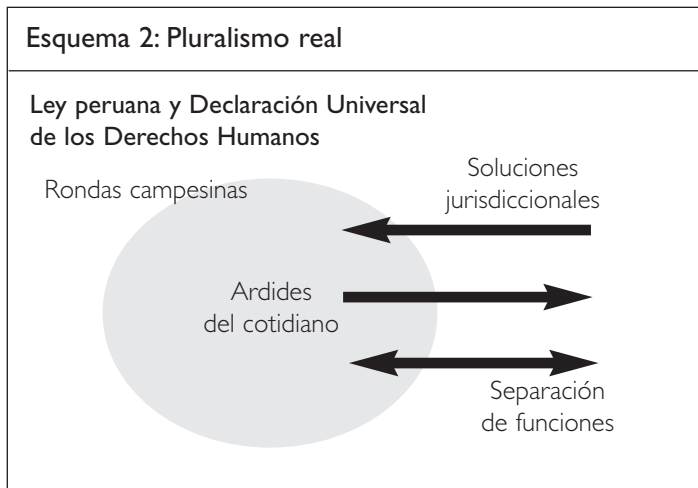 Esquema 2: Pluralismo real
Ley peruana y Declaración Universal
de los Derechos Humanos
Rondas campesinas
Soluciones
jurisdiccionales
Ardides
del cotidiano
Separación
de funciones